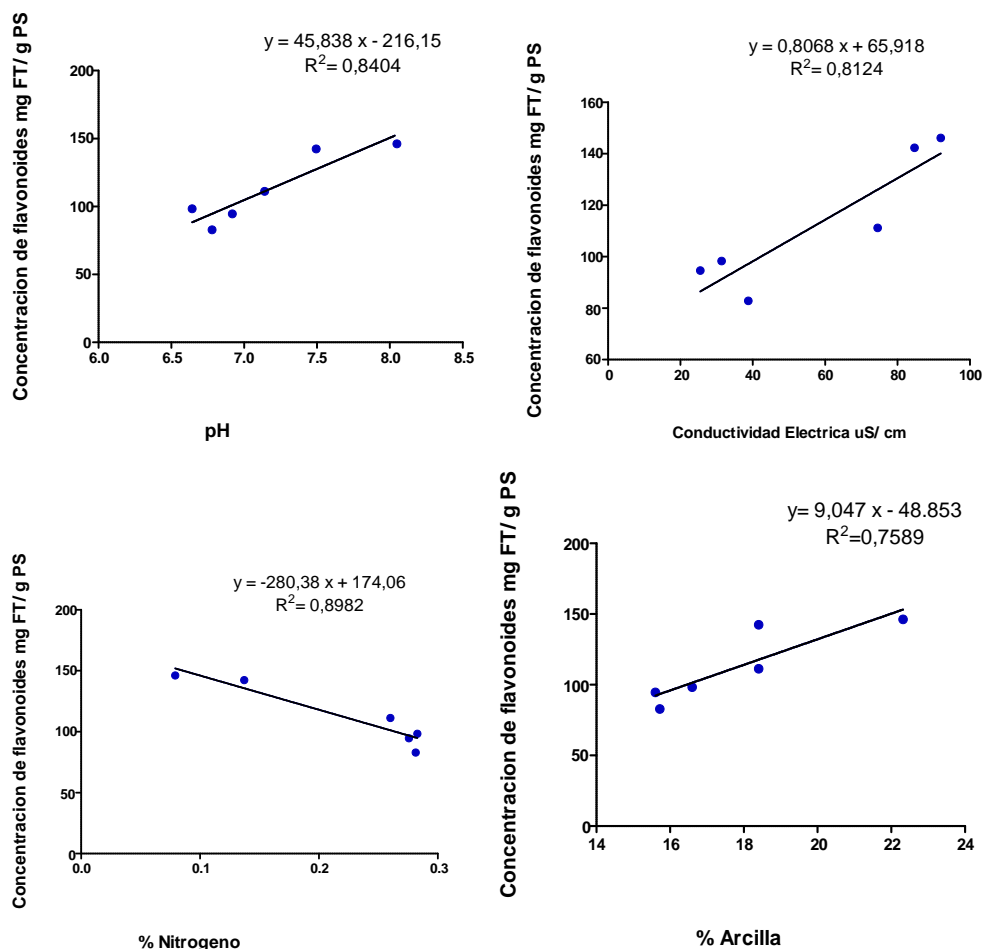 y = 45,838 x - 216,15
R2 = 0,8404
Concentracion de flavonoides mg FT/ g PS
200
150
100
50
0
6.0 6.5 7.0 7.5 8.0 8.5
pH
y = 0,8068 x + 65,918
R2 = 0,8124
Concentracion de flavonoides mg FT/ g PS
160
140
120
100
80
60
0 20 40 60 80 100
Conductividad Electrica uS/ cm
y = -280,38 x + 174,06
R2 = 0,8982
Concentracion de flavonoides mg FT/ g PS
200
150
100
50
0
0.0 0.1 0.2 0.3
% Nitrogeno
y= 9,047 x - 48.853
R2=0,7589
Concentracion de flavonoides mg FT/ g PS
200
150
100
50
0
14 16 18 20 22 24
% Arcilla